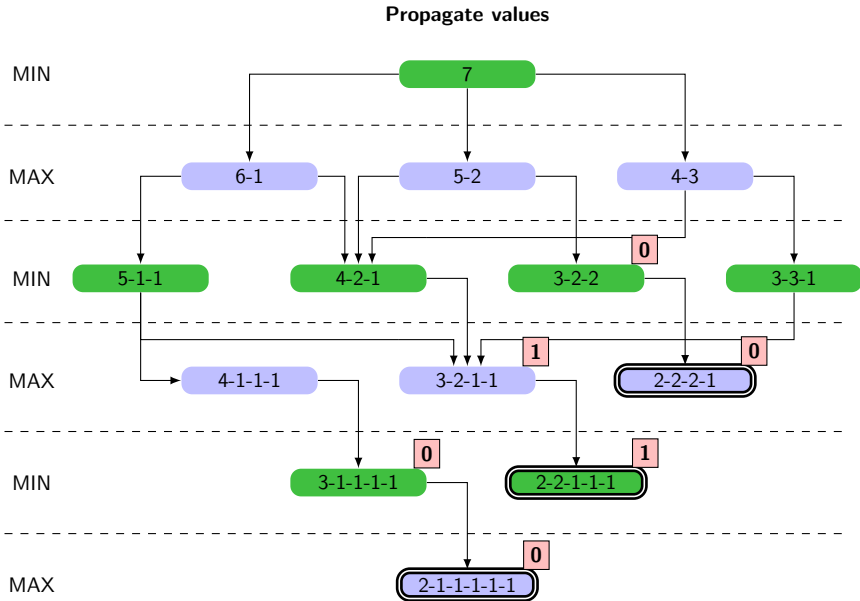 Propagate values
MIN 7
MAX 6-1 5-2 4-3
0
MIN 5-1-1 4-2-1 3-2-2 3-3-1
1 0
MAX 4-1-1-1 3-2-1-1 2-2-2-1
0 1
MIN 3-1-1-1-1 2-2-1-1-1
0
MAX 2-1-1-1-1-1